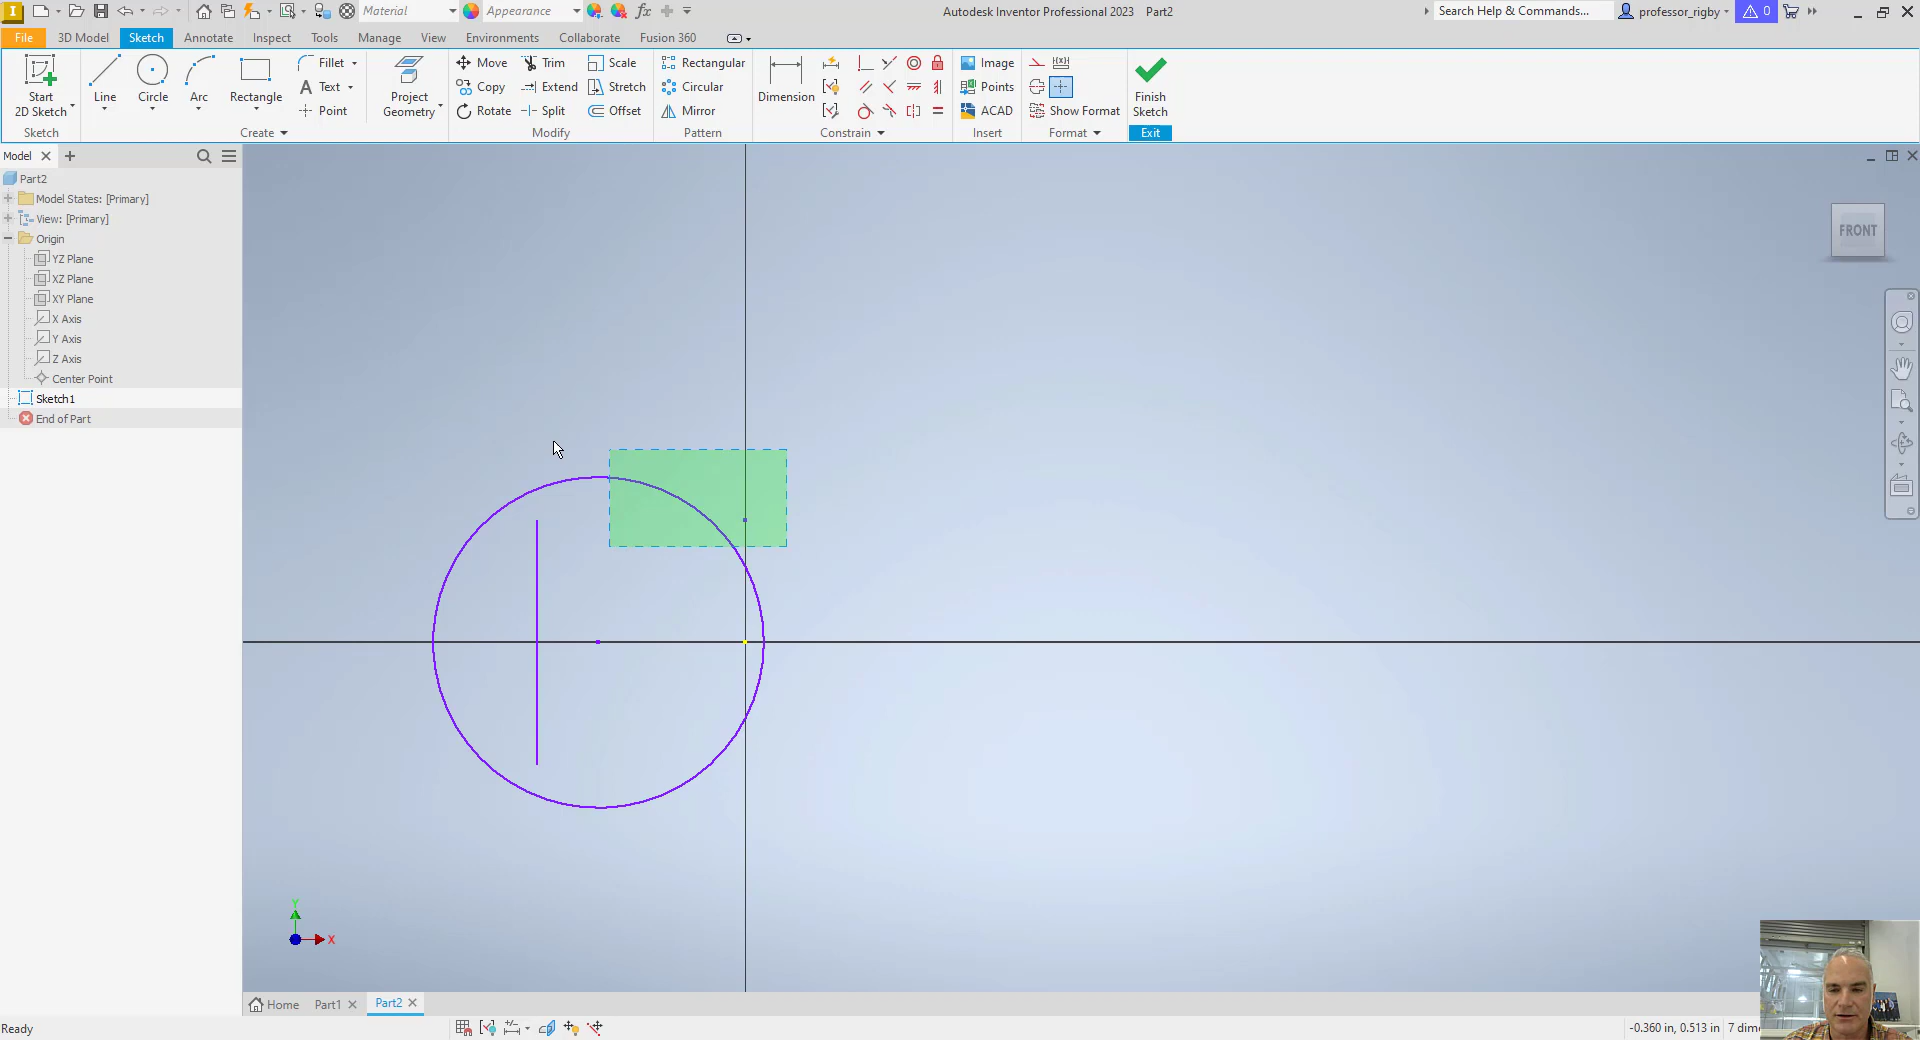 Material
Appearance
Autodesk Inventor Professional 2023 Part2
Search Help & Commands...
professor_rigby
0
File 3D Model Sketch Annotate Inspect Tools Manage View Environments Collaborate Fusion 360
Start
2D Sketch
Line
Circle
Arc
Rectangle
Fillet
Text
Point
Project
Geometry
Move
Copy
Rotate
Trim
Extend
Split
Scale
Stretch
Offset
Rectangular
Circular
Mirror
Dimension
Image
Points
ACAD
Show Format
Finish
Sketch
Sketch Create Modify Pattern Constrain Insert Format Exit
Model
Part2
Model States: [Primary]
View: [Primary]
Origin
YZ Plane
XZ Plane
XY Plane
X Axis
Y Axis
Z Axis
Center Point
Sketch1
End of Part
FRONT
Y
X
Home Part1 Part2
Ready
-0.360 in, 0.513 in 7 dime